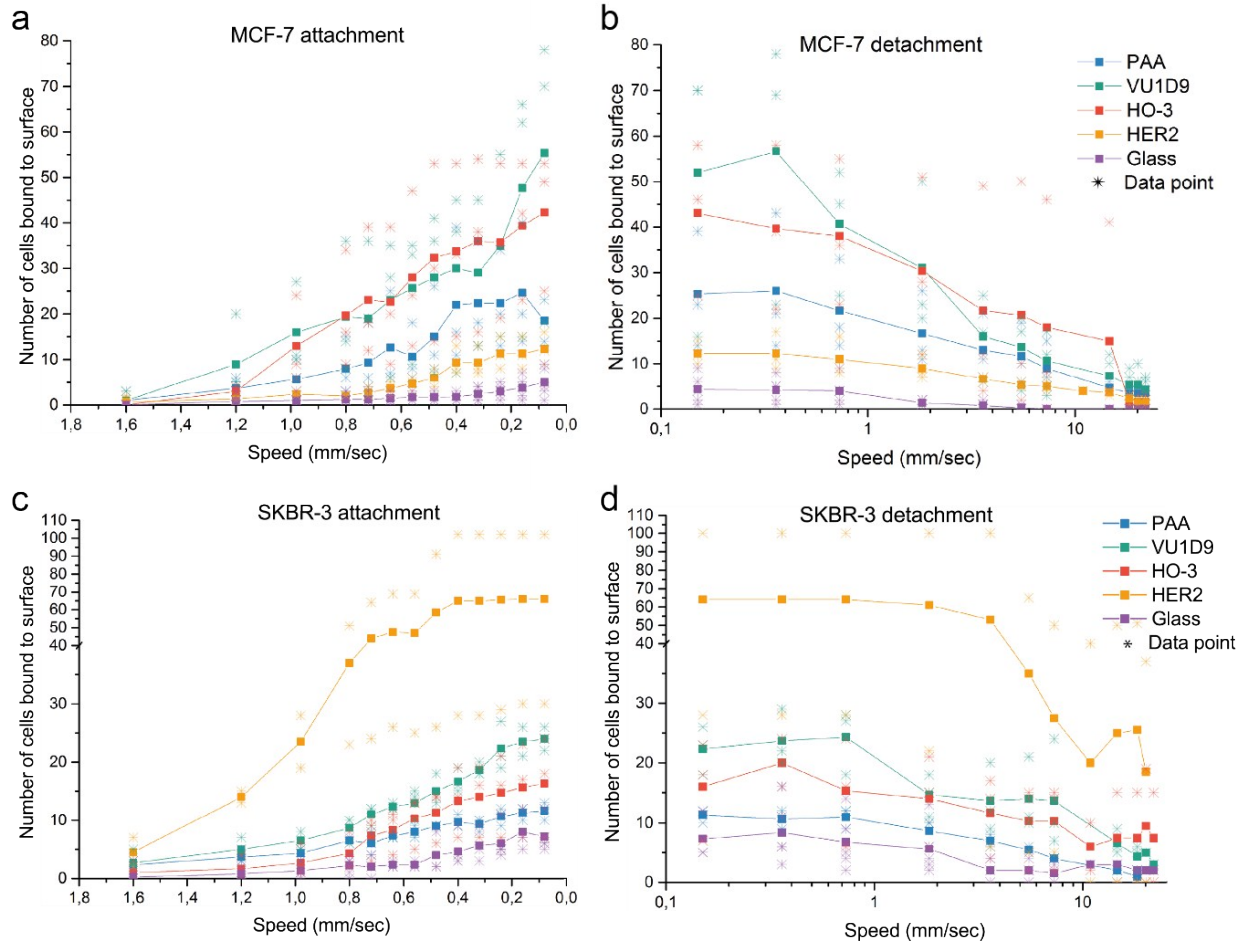 a
MCF-7 attachment
Number of cells bound to surface
80
70
60
50
40
30
20
10
0
1,8
1,6
1,4
1,2
1,0
0,8
0,6
0,4
0,2
0,0
Speed (mm/sec)
b
MCF-7 detachment
Number of cells bound to surface
80
70
60
50
40
30
20
10
0
0,1
1
10
Speed (mm/sec)
PAA
VU1D9
HO-3
HER2
Glass
Data point
c
SKBR-3 attachment
Number of cells bound to surface
110
100
90
80
70
60
50
40
30
20
10
0
1,8
1,6
1,4
1,2
1,0
0,8
0,6
0,4
0,2
0,0
Speed (mm/sec)
d
SKBR-3 detachment
Number of cells bound to surface
110
100
90
80
70
60
50
40
30
20
10
0
0,1
1
10
Speed (mm/sec)
PAA
VU1D9
HO-3
HER2
Glass
Data point